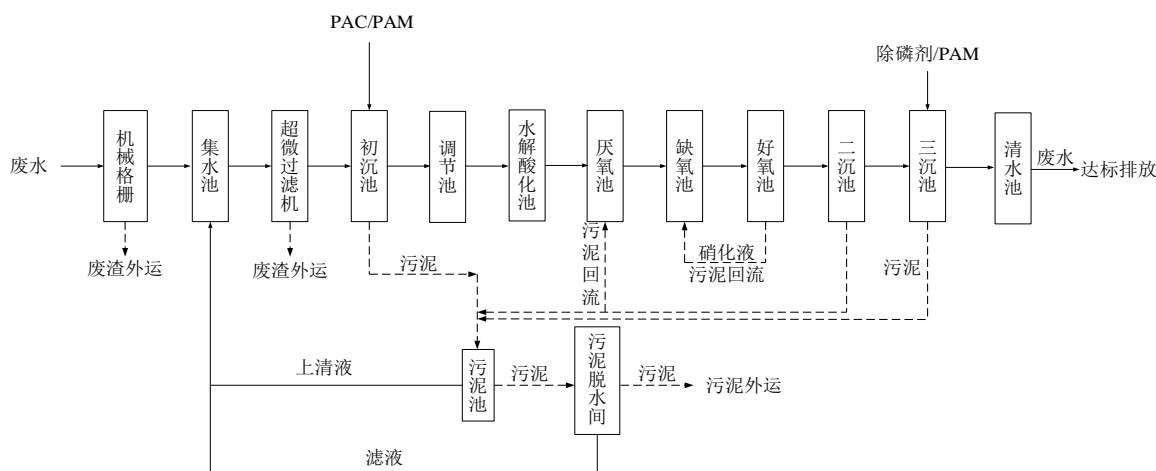 PAC/PAM
除磷剂/PAM
废水
机械格栅
集水池
超微过滤机
初沉池
调节池
水解酸化池
厌氧池
缺氧池
好氧池
二沉池
三沉池
清水池
废水
达标排放
废渣外运
废渣外运
污泥
污泥回流
硝化液
污泥回流
污泥
上清液
污泥池
污泥
污泥脱水间
污泥
污泥外运
滤液